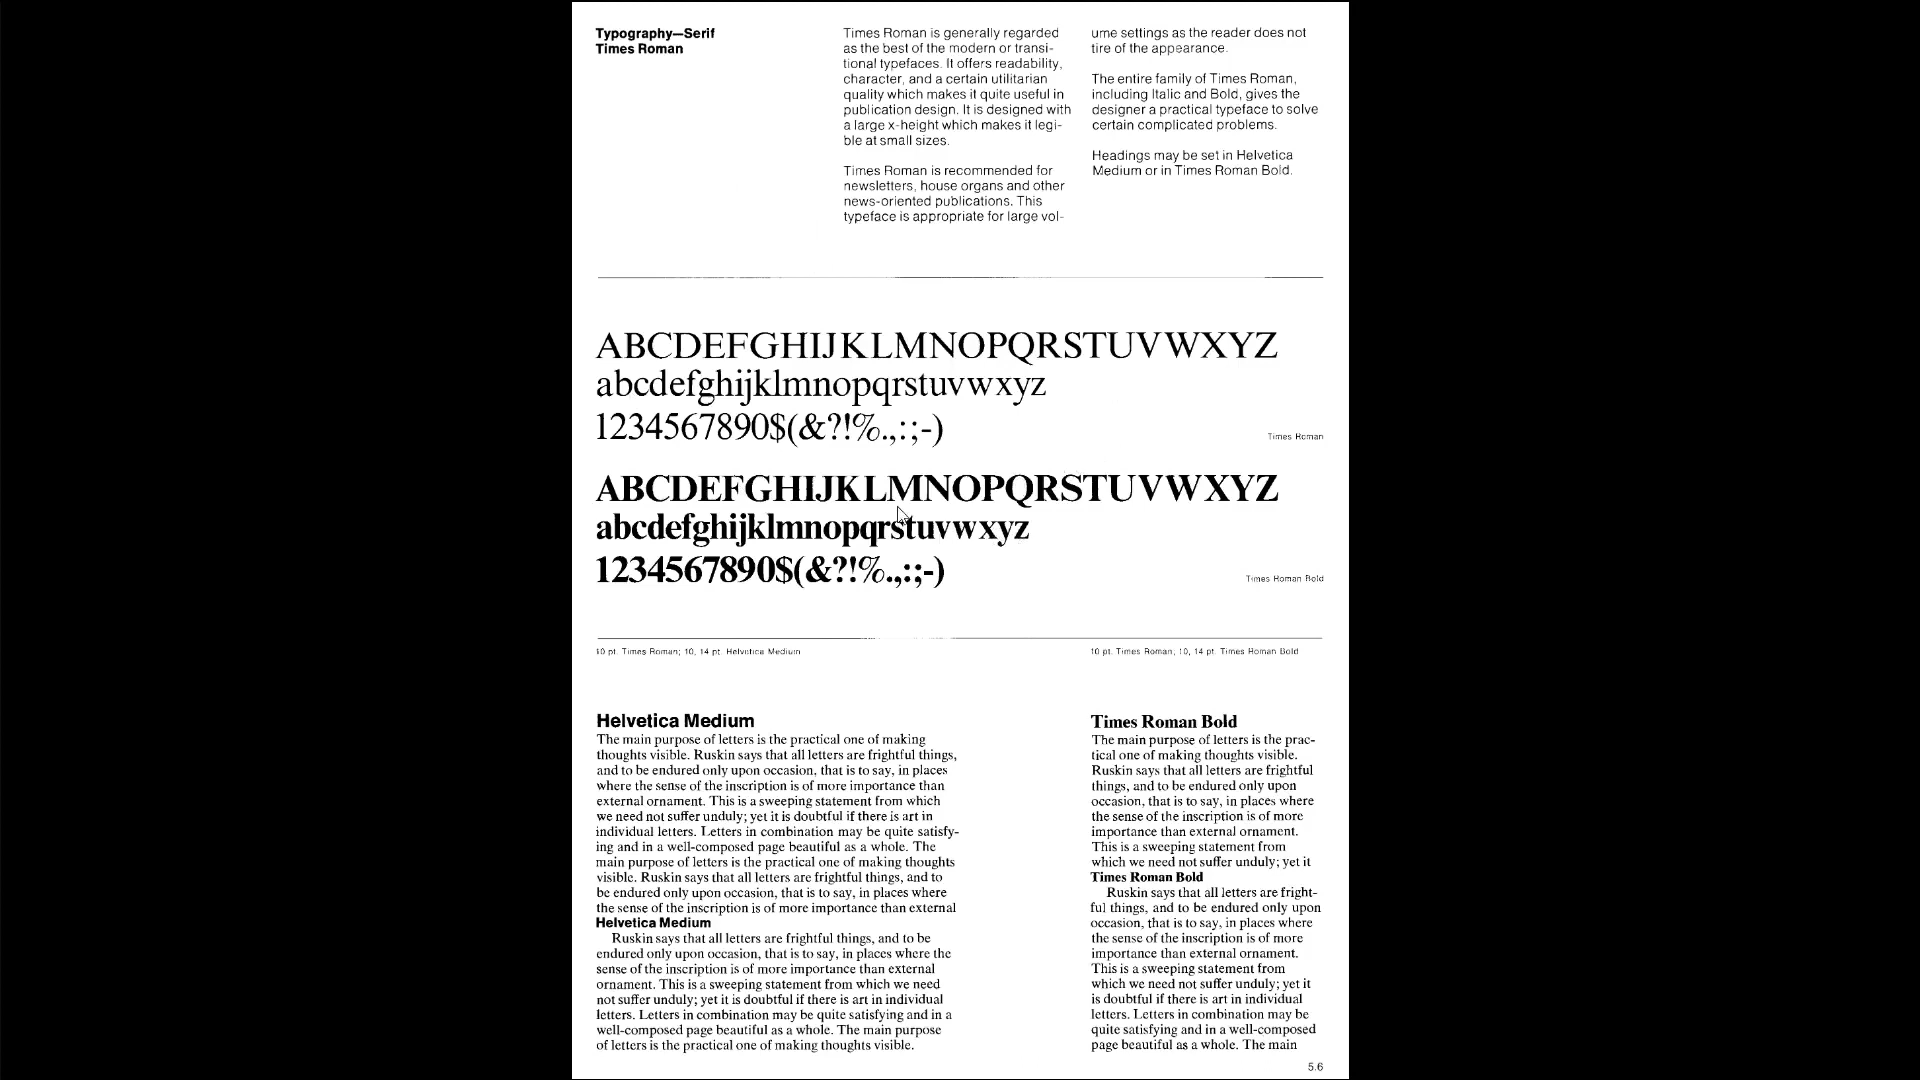 Typography—Serif
Times Roman
Times Roman is generally regarded
as the best of the modern or transi-
tional typefaces. It offers readability,
character, and a certain utilitarian
quality which makes it quite useful in
publication design. It is designed with
a large x-height which makes it legi-
ble at small sizes.
Times Roman is recommended for
newsletters, house organs and other
news-oriented publications. This
typeface is appropriate for large vol-
ume settings as the reader does not
tire of the appearance.
The entire family of Times Roman,
including Italic and Bold, gives the
designer a practical typeface to solve
certain complicated problems.
Headings may be set in Helvetica
Medium or in Times Roman Bold.
ABCDEFGHIJKLMNOPQRSTUVWXYZ
abcdefghijklmnopqrstuvwxyz
1234567890$(&?!%.,:;-)
Times Roman
ABCDEFGHIJKLMNOPQRSTUVWXYZ
abcdefghijklmnopqrstuvwxyz
1234567890$(&?!%.,:;-)
Times Roman Bold
10 pt. Times Roman; 10, 14 pt. Helvetica Medium
Helvetica Medium
The main purpose of letters is the practical one of making
thoughts visible. Ruskin says that all letters are frightful things,
and to be endured only upon occasion, that is to say, in places
where the sense of the inscription is of more importance than
external ornament. This is a sweeping statement from which
we need not suffer unduly; yet it is doubtful if there is art in
individual letters. Letters in combination may be quite satisfy-
ing and in a well-composed page beautiful as a whole. The
main purpose of letters is the practical one of making thoughts
visible. Ruskin says that all letters are frightful things, and to
be endured only upon occasion, that is to say, in places where
the sense of the inscription is of more importance than external
Helvetica Medium
Ruskin says that all letters are frightful things, and to be
endured only upon occasion, that is to say, in places where the
sense of the inscription is of more importance than external
ornament. This is a sweeping statement from which we need
not suffer unduly; yet it is doubtful if there is art in individual
letters. Letters in combination may be quite satisfying and in a
well-composed page beautiful as a whole. The main purpose
of letters is the practical one of making thoughts visible.
10 pt. Times Roman; 10, 14 pt. Times Roman Bold
Times Roman Bold
The main purpose of letters is the prac-
tical one of making thoughts visible.
Ruskin says that all letters are frightful
things, and to be endured only upon
occasion, that is to say, in places where
the sense of the inscription is of more
importance than external ornament.
This is a sweeping statement from
which we need not suffer unduly; yet it
Times Roman Bold
Ruskin says that all letters are fright-
ful things, and to be endured only upon
occasion, that is to say, in places where
the sense of the inscription is of more
importance than external ornament.
This is a sweeping statement from
which we need not suffer unduly; yet it
is doubtful if there is art in individual
letters. Letters in combination may be
quite satisfying and in a well-composed
page beautiful as a whole. The main
5.6